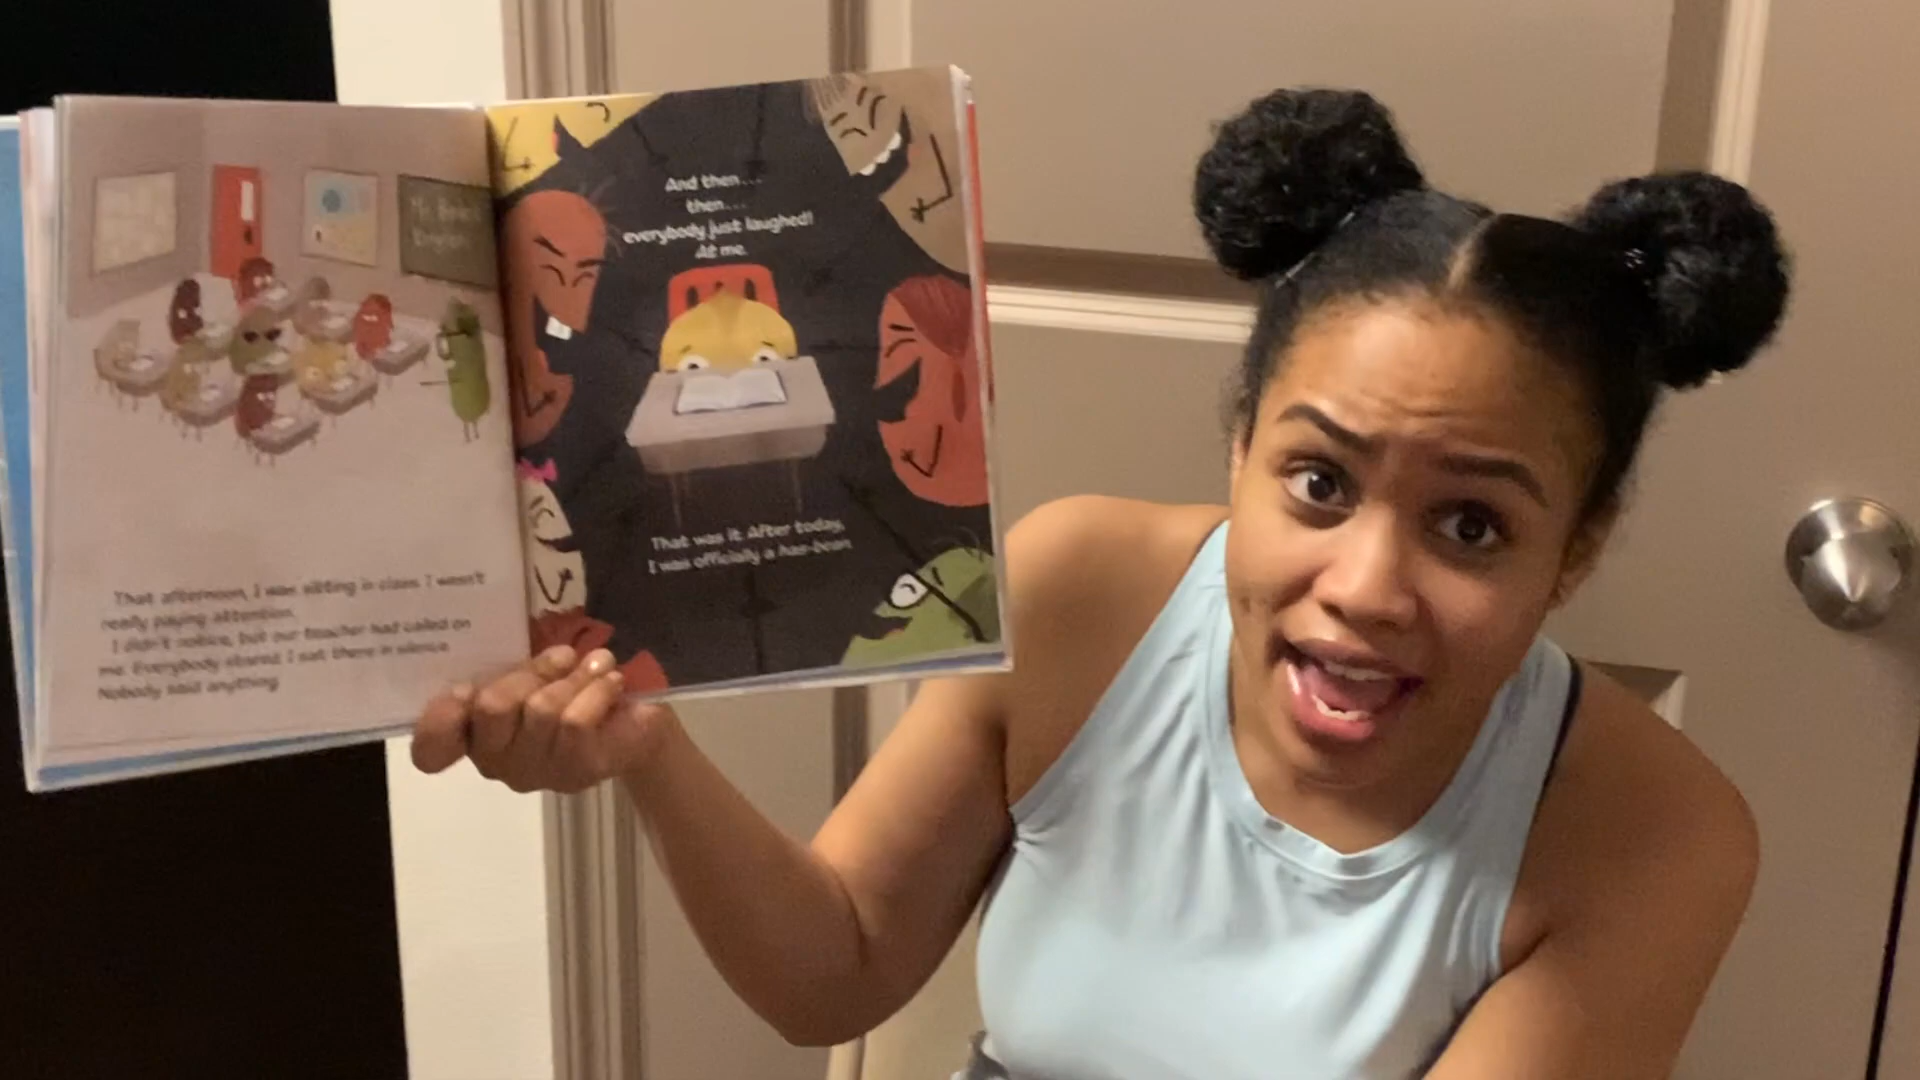 That afternoon, I was sitting in class. I wasn't
really paying attention.
I didn't notice, but our teacher had called on
me. Everybody stared. I sat there in silence.
Nobody said anything.
And then...
then...
everybody just laughed!
At me.
That was it. After today,
I was officially a has-bean.